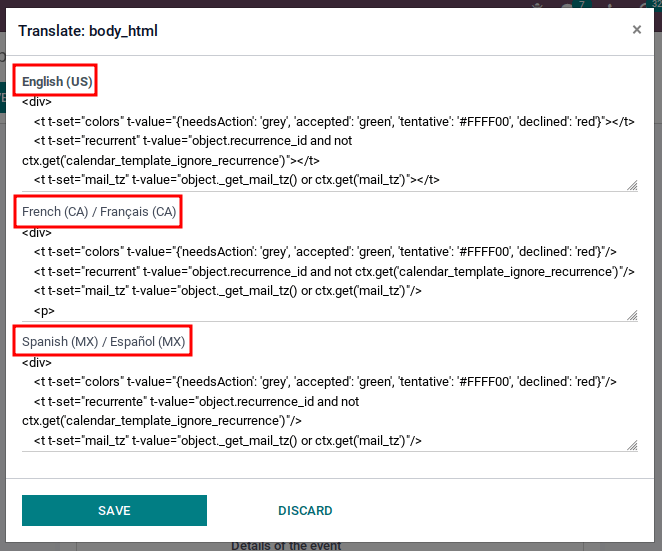 7
32
Translate: body_html
×
English (US)
<div>
<t t-set="colors" t-value="{'needsAction': 'grey', 'accepted': 'green', 'tentative': '#FFFF00', 'declined': 'red'}"></t>
<t t-set="recurrent" t-value="object.recurrence_id and not
ctx.get('calendar_template_ignore_recurrence')"></t>
<t t-set="mail_tz" t-value="object._get_mail_tz() or ctx.get('mail_tz')"></t>
French (CA) / Français (CA)
<div>
<t t-set="colors" t-value="{'needsAction': 'grey', 'accepted': 'green', 'tentative': '#FFFF00', 'declined': 'red'}"/>
<t t-set="recurrent" t-value="object.recurrence_id and not ctx.get('calendar_template_ignore_recurrence')"/>
<t t-set="mail_tz" t-value="object._get_mail_tz() or ctx.get('mail_tz')"/>
<p>
Spanish (MX) / Español (MX)
<div>
<t t-set="colors" t-value="{'needsAction': 'grey', 'accepted': 'green', 'tentative': '#FFFF00', 'declined': 'red'}"/>
<t t-set="recurrente" t-value="object.recurrence_id and not
ctx.get('calendar_template_ignore_recurrence')"/>
<t t-set="mail_tz" t-value="object._get_mail_tz() or ctx.get('mail_tz')"/>
SAVE
DISCARD
Details of the event